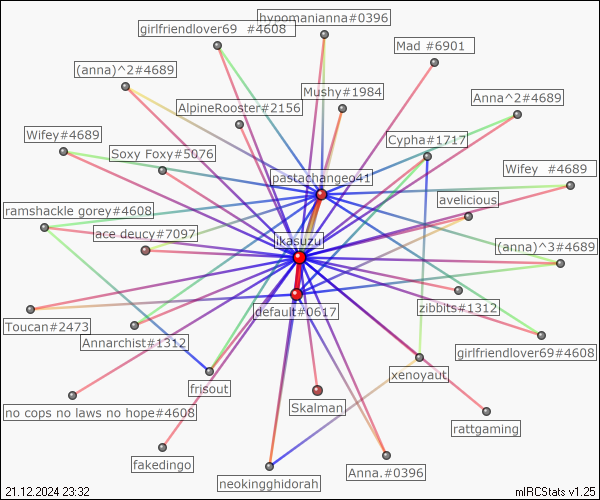 hypomanianna#0396
girlfriendlover69 #4608
Mad #6901
(anna)^2#4689
Mushy#1984
Anna^2#4689
AlpineRooster#2156
Wifey#4689
Cypha#1717
Soxy Foxy#5076
Wifey #4689
pastachangeo41
avelicious
ramshackle gorey#4608
ace deucy#7097
ikasuzu
(anna)^3#4689
zibbits#1312
default#0617
Toucan#2473
Annarchist#1312
girlfriendlover69#4608
xenoyaut
frisout
no cops no laws no hope#4608
Skalman
rattgaming
fakedingo
Anna.#0396
neokingghidorah
21.12.2024 23:32
mIRCStats v1.25